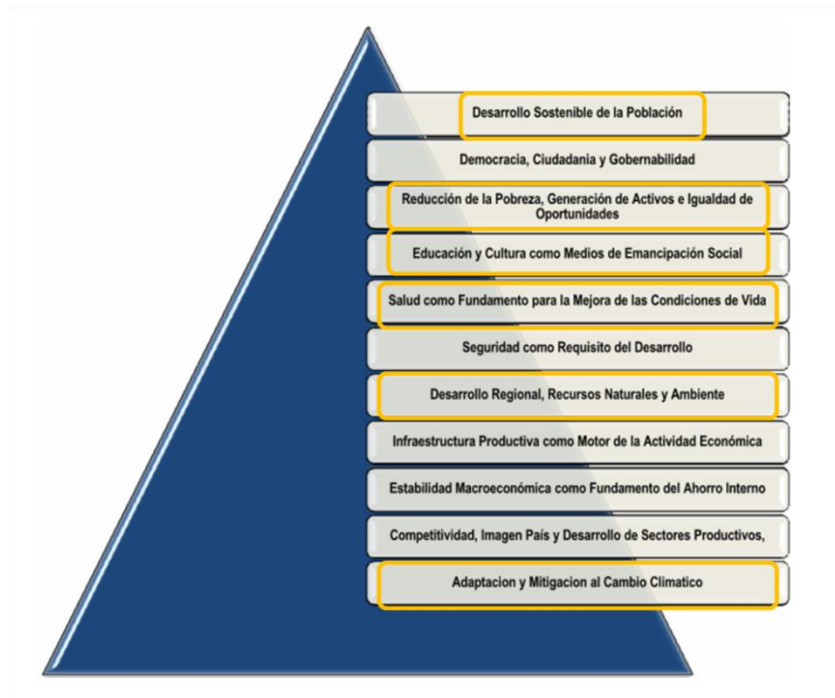 Desarrollo Sostenible de la Población
Democracia, Ciudadania y Gobernabilidad
Reducción de la Pobreza, Generación de Activos e Igualdad de
Oportunidades
Educación y Cultura como Medios de Emancipación Social
Salud como Fundamento para la Mejora de las Condiciones de Vida
Seguridad como Requisito del Desarrollo
Desarrollo Regional, Recursos Naturales y Ambiente
Infraestructura Productiva como Motor de la Actividad Económica
Estabilidad Macroeconómica como Fundamento del Ahorro Interno
Competitividad, Imagen País y Desarrollo de Sectores Productivos,
Adaptacion y Mitigacion al Cambio Climatico